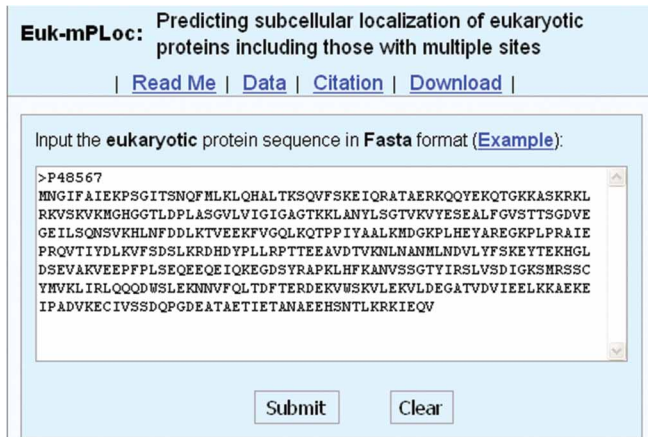 Euk-mPLoc: Predicting subcellular localization of eukaryotic
proteins including those with multiple sites
| Read Me | Data | Citation | Download |
Input the eukaryotic protein sequence in Fasta format (Example):
>P48567
MNGIFAIEKPSGITSNQFMLKLQHALTKSQVFSKEIQRATAERKQQYEKQTGKKASKRKL
RKVSKVKMGHGGTLDPLASGVLVIGIGAGTKKLANYLSGTVKVYESEALFGVSTTSGDVE
GEILSQNSVKHLNFDDLKTVEEKFVGQLKQTPPIYAALKMDGKPLHEYAREGKPLPRAIE
PRQVTIYDLKVFSDSLKRDHDYPLLRPTTEEAVDTVKNLNANMLNDVLYFSKEYTEKHGL
DSEVAKVEEPFPLSEQEEQEIQKEGDSYRAPKLHFKANVSSGTYIRSLVSDIGKSMRSSC
YMVKLIRLQQQDWSLEKNNVFQLTDFTERDEKVWSKVLEKVLDEGATVDVIEELKKAEKE
IPADVKECIVSSDQPGDEATAETIETANAEEHSNTLKRKIEQV
Submit Clear